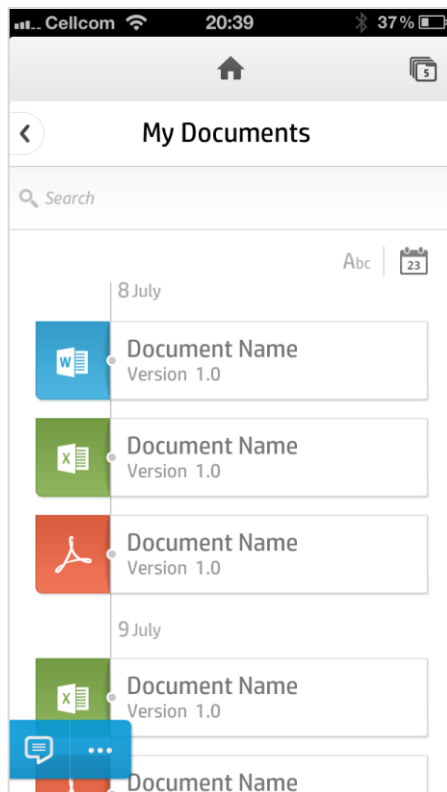 Cellcom 20:39 37%
5
My Documents
Search
Abc 23
8 July
W
Document Name
Version 1.0
X
Document Name
Version 1.0
Document Name
Version 1.0
9 July
X
Document Name
Version 1.0
Document Name